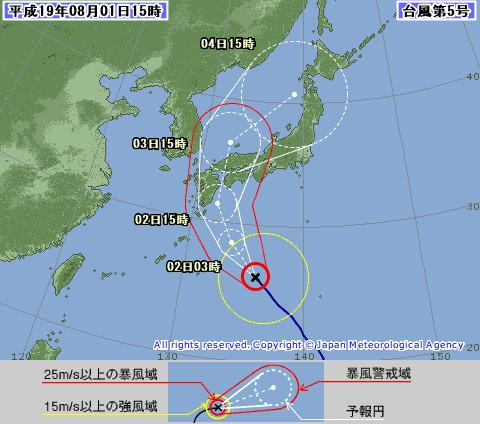 平成19年08月01日15時
台風第5号
04日15時
40
03日15時
02日15時
30
02日03時
All rights reserved. Copyright © Japan Meteorological Agency
120
130
140
150
20
25m/s以上の暴風域
暴風警戒域
15m/s以上の強風域
予報円